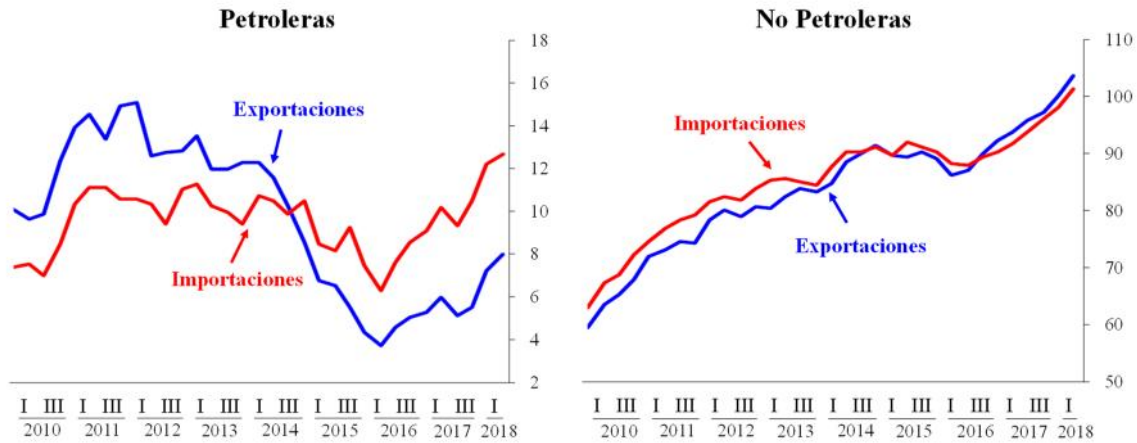 Petroleras
18
16
14
12
10
8
6
4
2
Exportaciones
Importaciones
I III I III I III I III I III I III I III I III I
2010 2011 2012 2013 2014 2015 2016 2017 2018
No Petroleras
110
100
90
80
70
60
50
Importaciones
Exportaciones
I III I III I III I III I III I III I III I III I
2010 2011 2012 2013 2014 2015 2016 2017 2018